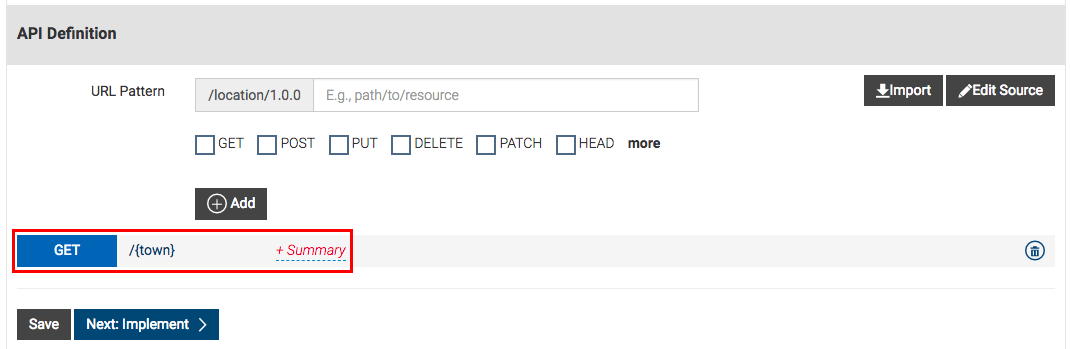 API Definition
URL Pattern /location/1.0.0 E.g., path/to/resource Import Edit Source
GET POST PUT DELETE PATCH HEAD more
Add
GET /{town} + Summary
Save Next: Implement